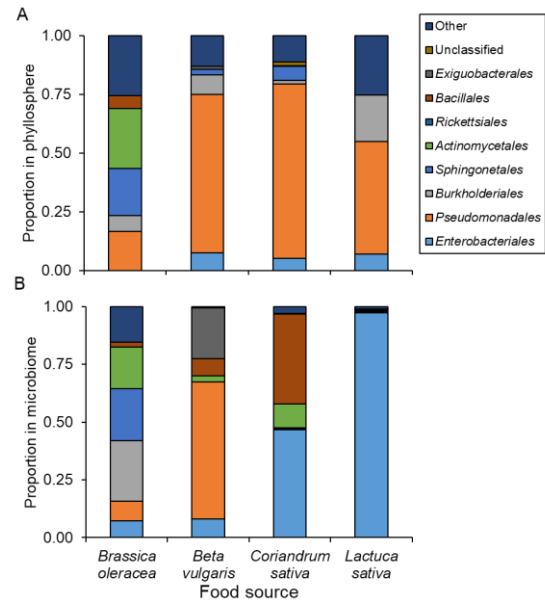 A
Proportion in phyllosphere
1.00
0.75
0.50
0.25
0.00
Other
Unclassified
Exiguobacterales
Bacillales
Rickettsiales
Actinomycetales
Sphingonetales
Burkholderiales
Pseudomonadales
Enterobacteriales
B
Proportion in microbiome
1.00
0.75
0.50
0.25
0.00
Brassica Beta Coriandrum Lactuca
oleracea vulgaris sativa sativa
Food source